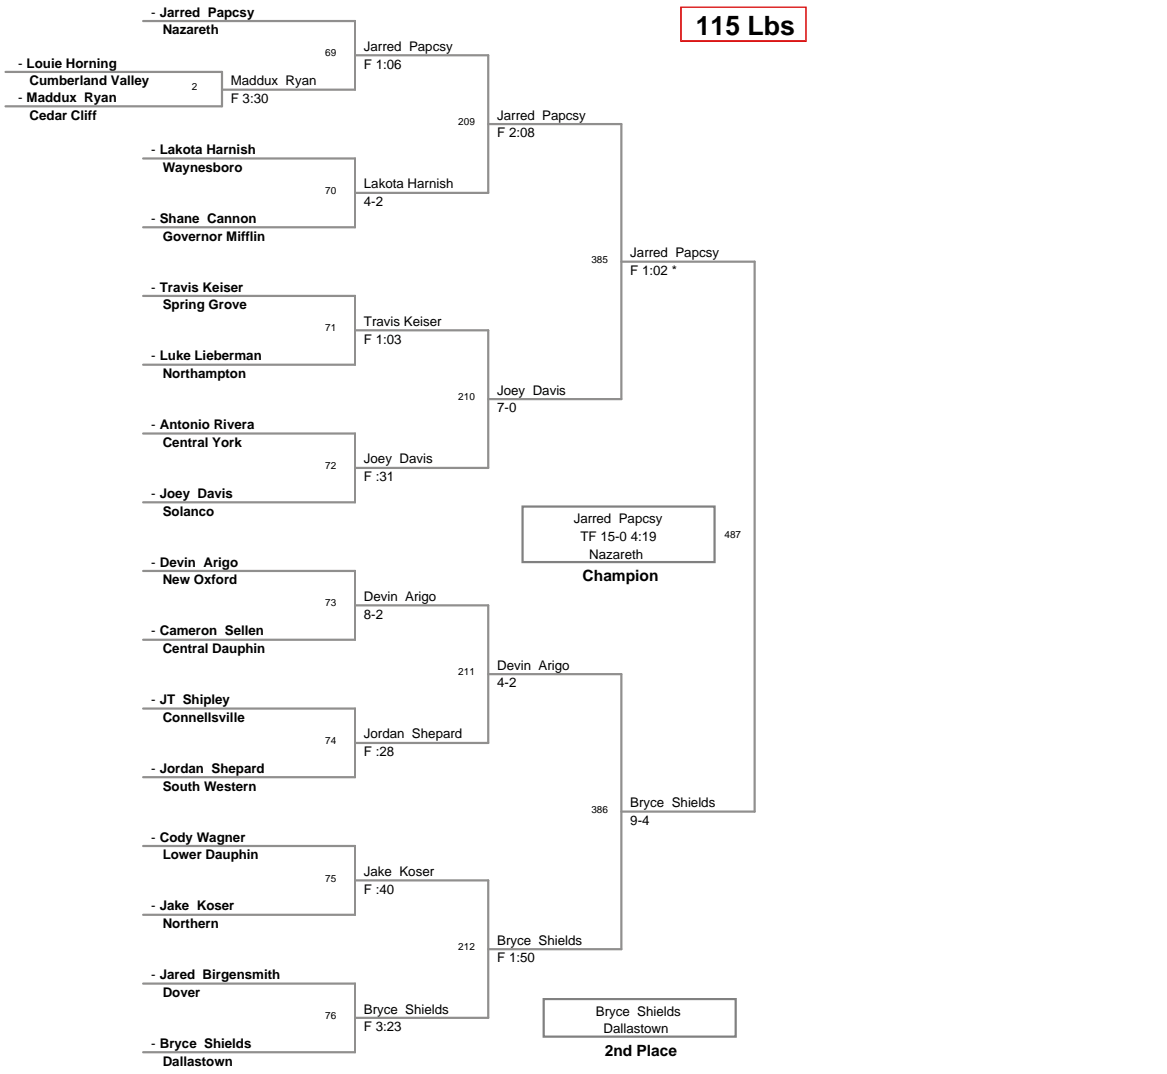 - Jarred Papcsy
115 Lbs
Nazareth
69
Jarred Papcsy
F 1:06
- Louie Horning
Cumberland Valley
2
Maddux Ryan
F 3:30
- Maddux Ryan
Cedar Cliff
209
Jarred Papcsy
F 2:08
- Lakota Harnish
Waynesboro
70
Lakota Harnish
4-2
- Shane Cannon
Governor Mifflin
385
Jarred Papcsy
F 1:02 *
- Travis Keiser
Spring Grove
71
Travis Keiser
F 1:03
- Luke Lieberman
Northampton
210
Joey Davis
7-0
- Antonio Rivera
Central York
72
Joey Davis
F :31
- Joey Davis
Solanco
Jarred Papcsy
TF 15-0 4:19
Nazareth
487
Champion
- Devin Arigo
New Oxford
73
Devin Arigo
8-2
- Cameron Sellen
Central Dauphin
211
Devin Arigo
4-2
- JT Shipley
Connellsville
74
Jordan Shepard
F :28
- Jordan Shepard
South Western
386
Bryce Shields
9-4
- Cody Wagner
Lower Dauphin
75
Jake Koser
F :40
- Jake Koser
Northern
212
Bryce Shields
F 1:50
- Jared Birgensmith
Dover
76
Bryce Shields
F 3:23
- Bryce Shields
Dallastown
Bryce Shields
Dallastown
2nd Place